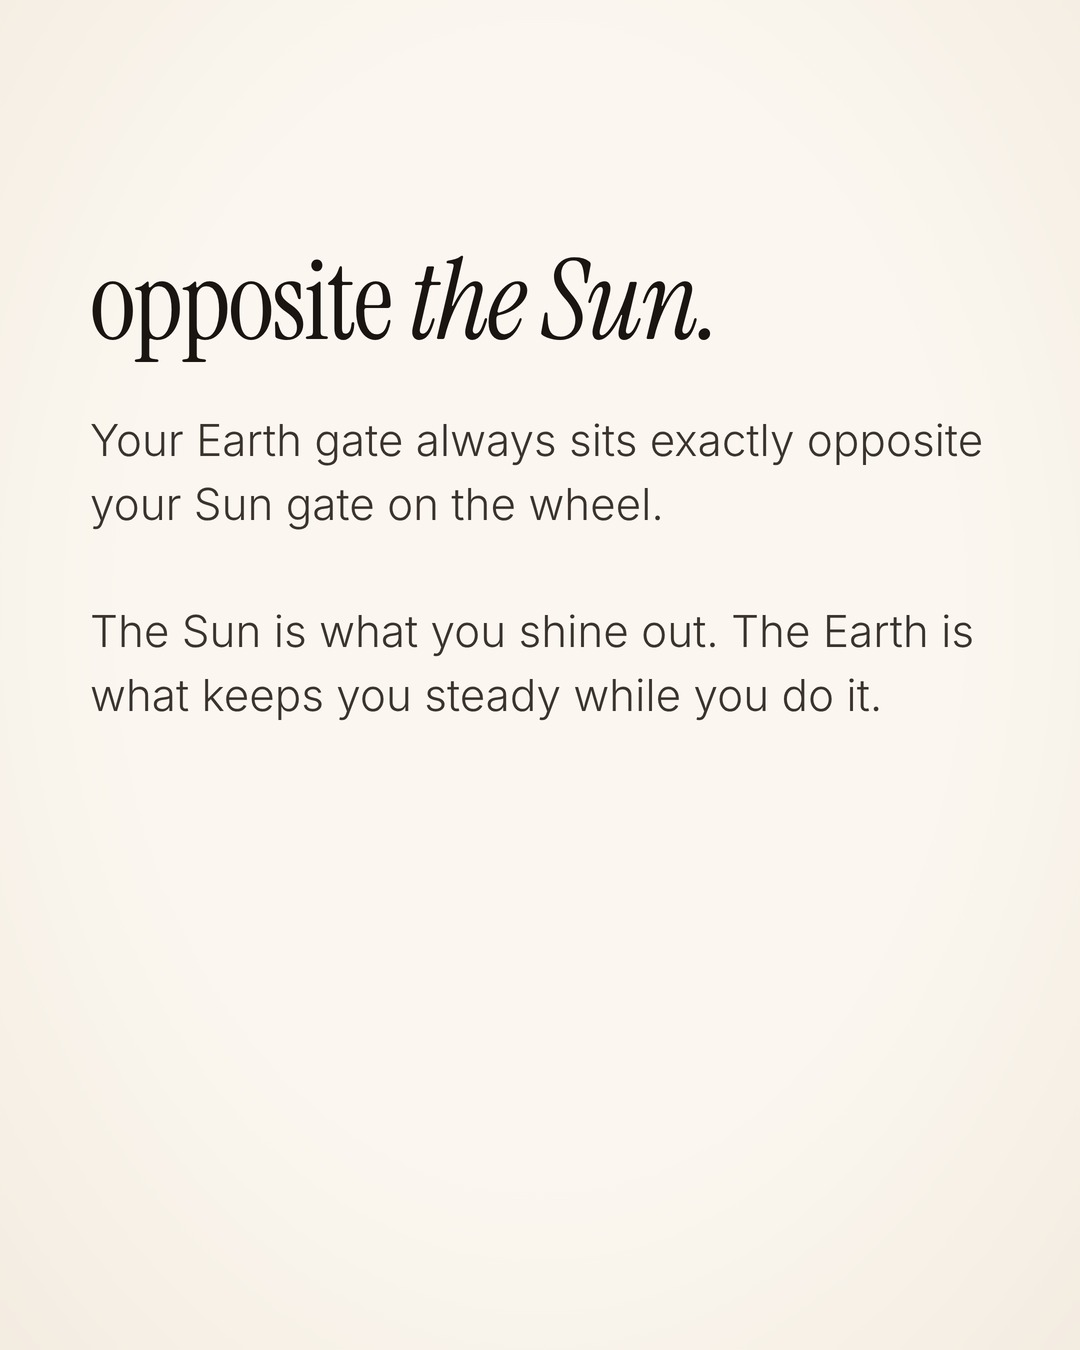 opposite the Sun.
Your Earth gate always sits exactly opposite
your Sun gate on the wheel.
The Sun is what you shine out. The Earth is
what keeps you steady while you do it.